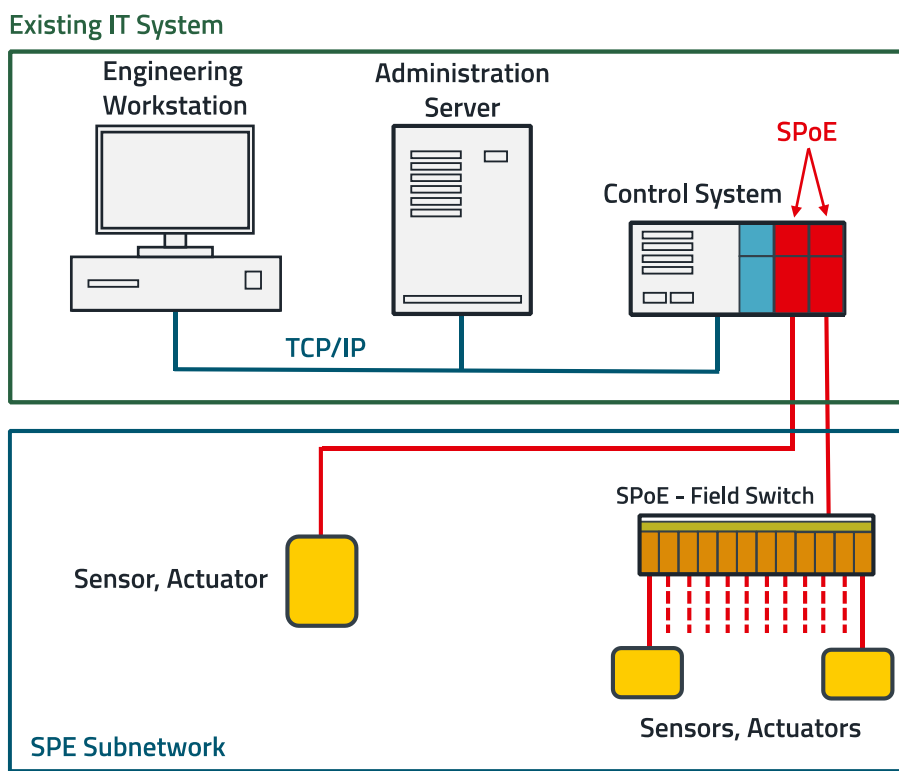 Existing IT System
Engineering
Workstation
Administration
Server
SPoE
Control System
TCP/IP
SPoE - Field Switch
Sensor, Actuator
Sensors, Actuators
SPE Subnetwork